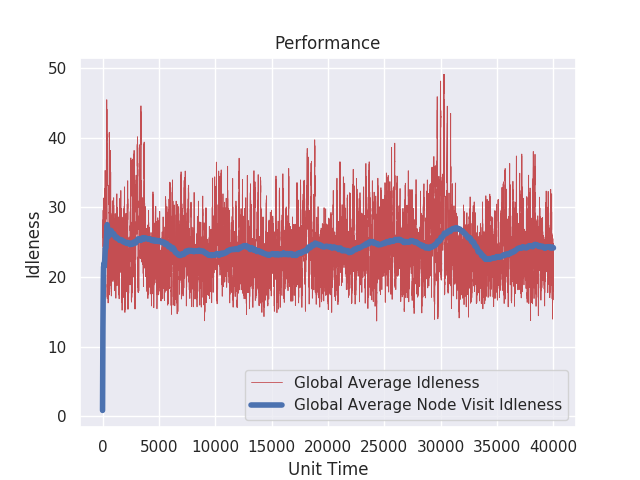 Performance
50
40
30
20
10
0
Idleness
Global Average Idleness
Global Average Node Visit Idleness
0 5000 10000 15000 20000 25000 30000 35000 40000
Unit Time